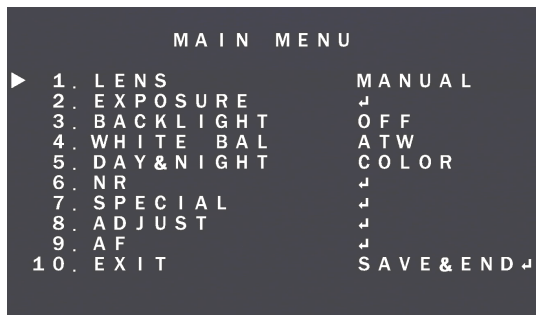 MAIN MENU
▶ 1. LENS MANUAL
2. EXPOSURE ↵
3. BACKLIGHT OFF
4. WHITE BAL ATW
5. DAY&NIGHT COLOR
6. NR ↵
7. SPECIAL ↵
8. ADJUST ↵
9. AF ↵
10. EXIT SAVE&END↵